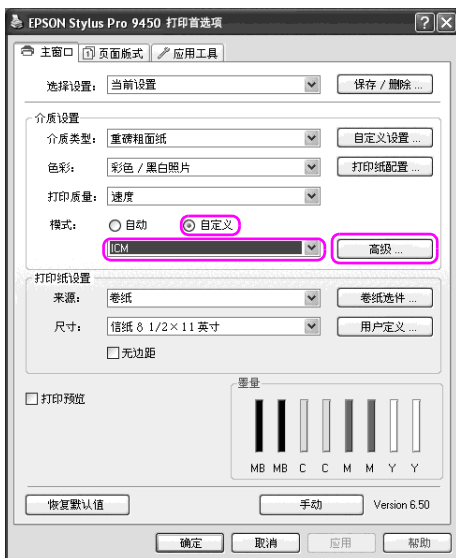 EPSON Stylus Pro 9450 打印首选项
主窗口 页面版式 应用工具
选择设置: 当前设置 保存 / 删除 ...
介质设置
介质类型: 重磅粗面纸 自定义设置 ...
色彩: 彩色 / 黑白照片 打印纸配置 ...
打印质量: 速度
模式: 自动 自定义
ICM 高级 ...
打印纸设置
来源: 卷纸 卷纸选件 ...
尺寸: 信纸 8 1/2×11 英寸 用户定义 ...
无边距
打印预览
墨量
MB MB C C M M Y Y
恢复默认值 手动 Version 6.50
确定 取消 应用 帮助